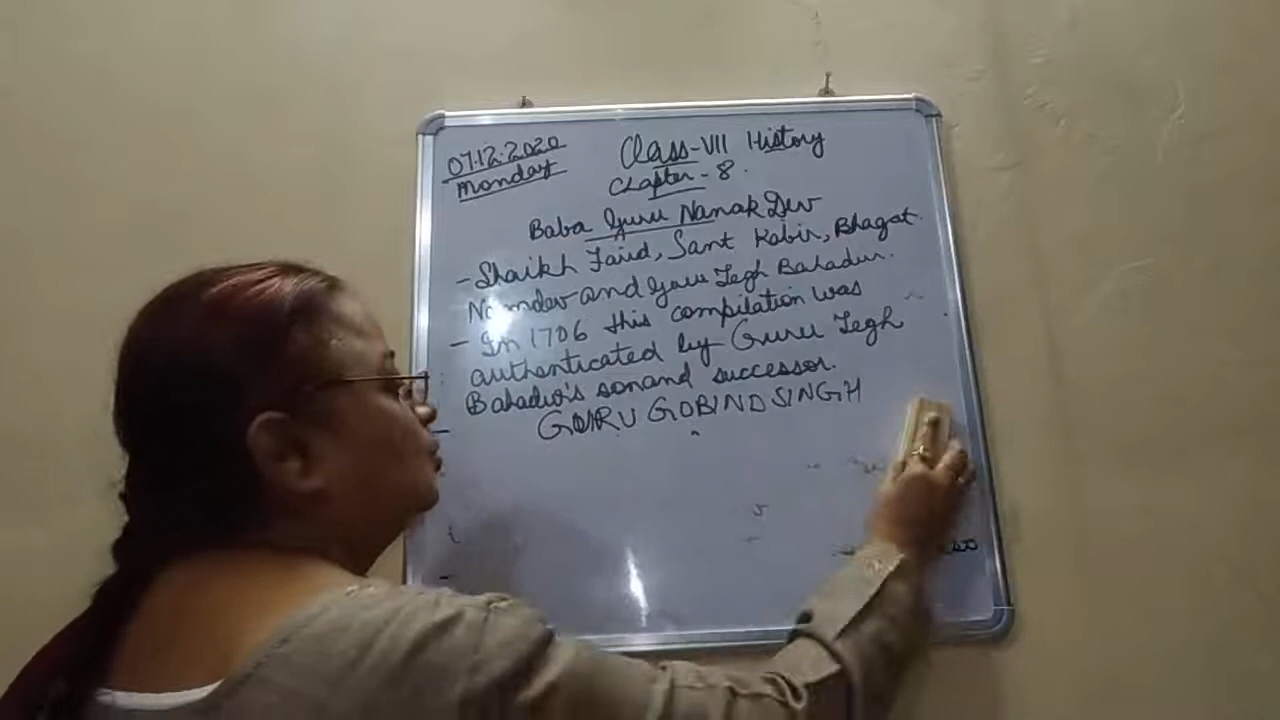 07.12.2020
Monday
Class-VII History
Chapter-8.
Baba Guru Nanak Dev
- Shaikh Farid, Sant Kabir, Bhagat
Namdev and Guru Tegh Bahadur.
- In 1706 this compilation was
authenticated by Guru Tegh
Bahadur's son and successor.
GURU GOBIND SINGH